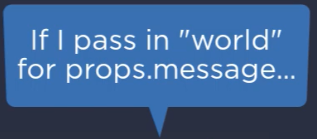 If I pass in "world"
for props.message...